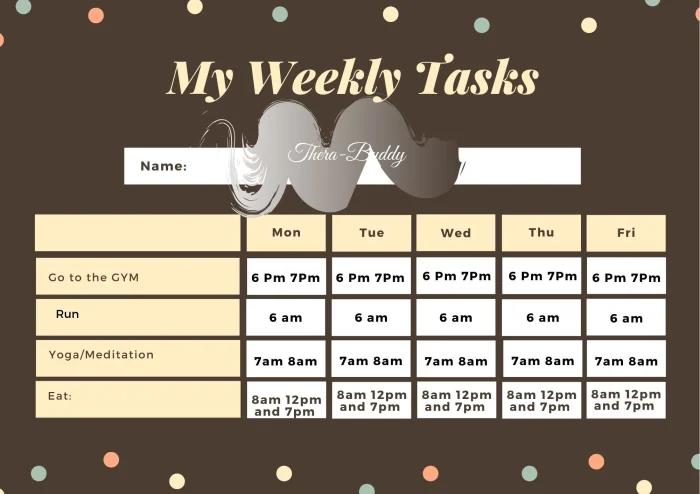 My Weekly Tasks
Thera-Buddy
Name:
Mon Tue Wed Thu Fri
Go to the GYM 6 Pm 7Pm 6 Pm 7Pm 6 Pm 7Pm 6 Pm 7Pm 6 Pm 7Pm
Run 6 am 6 am 6 am 6 am 6 am
Yoga/Meditation 7am 8am 7am 8am 7am 8am 7am 8am 7am 8am
Eat: 8am 12pm 8am 12pm 8am 12pm 8am 12pm 8am 12pm
and 7pm and 7pm and 7pm and 7pm and 7pm